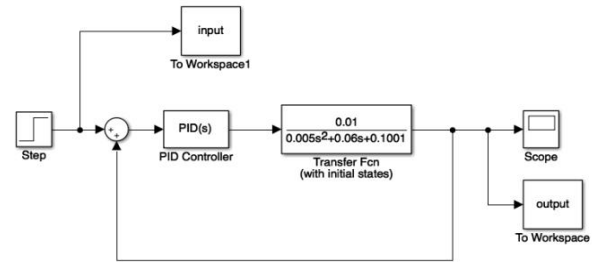 input
To Workspace1
Step
+
+
PID(s)
PID Controller
0.01
0.005s²+0.06s+0.1001
Transfer Fcn
(with initial states)
Scope
output
To Workspace